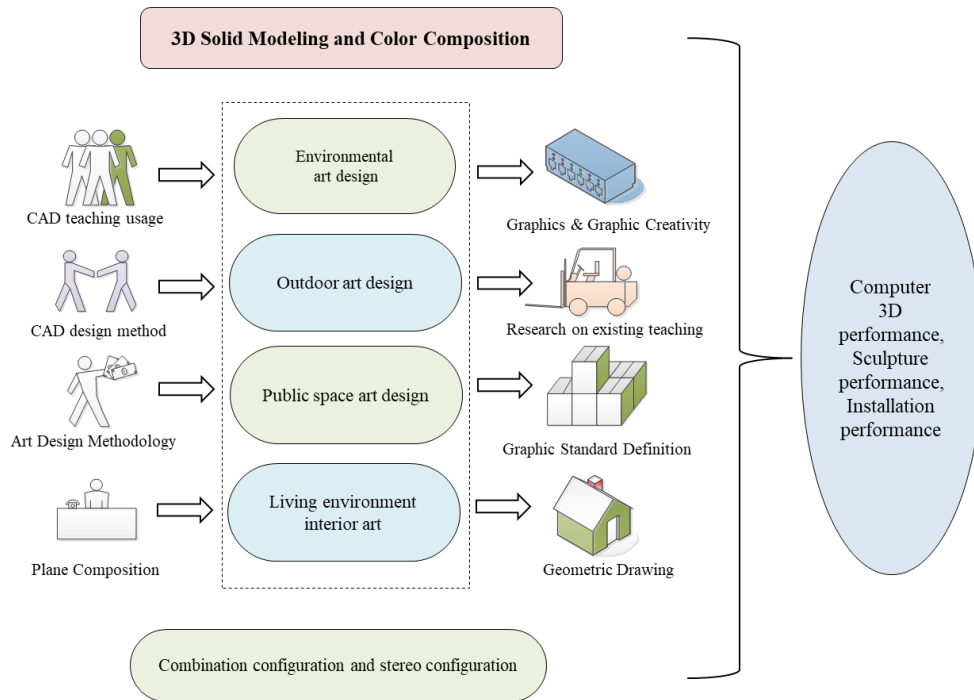 3D Solid Modeling and Color Composition
CAD teaching usage
Environmental
art design
Graphics & Graphic Creativity
CAD design method
Outdoor art design
Research on existing teaching
Art Design Methodology
Public space art design
Graphic Standard Definition
Plane Composition
Living environment
interior art
Geometric Drawing
Combination configuration and stereo configuration
Computer
3D
performance,
Sculpture
performance,
Installation
performance